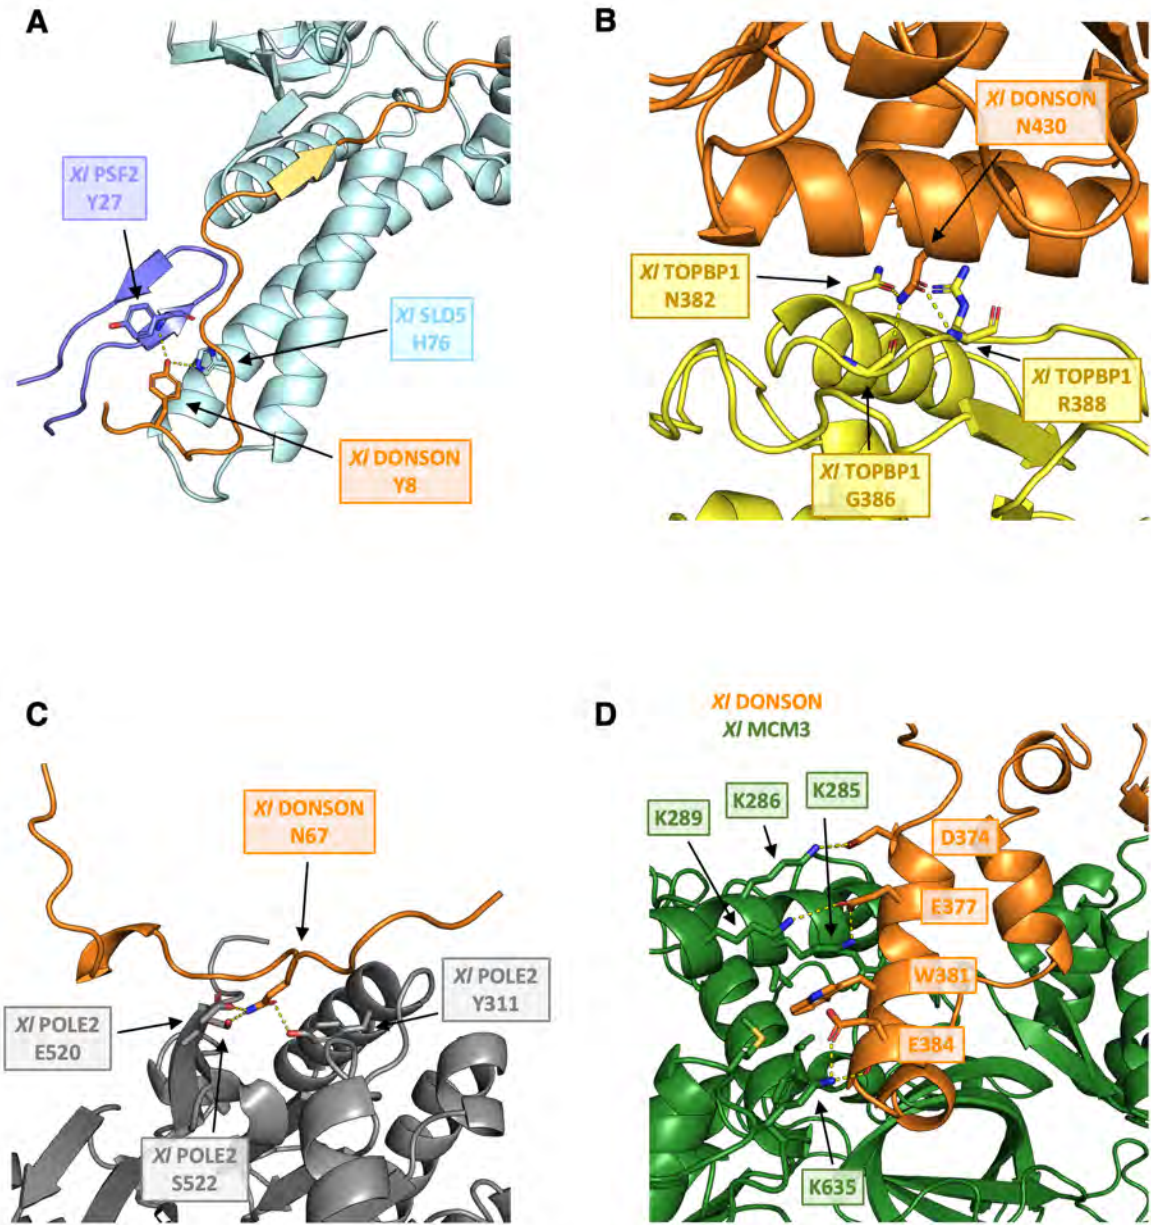 A
Xl PSF2
Y27
Xl SLD5
H76
Xl DONSON
Y8
B
Xl DONSON
N430
Xl TOPBP1
N382
Xl TOPBP1
R388
Xl TOPBP1
G386
C
Xl DONSON
N67
Xl POLE2
Y311
Xl POLE2
E520
Xl POLE2
S522
D
Xl DONSON
Xl MCM3
K285
K286
K289
D374
E377
W381
E384
K635